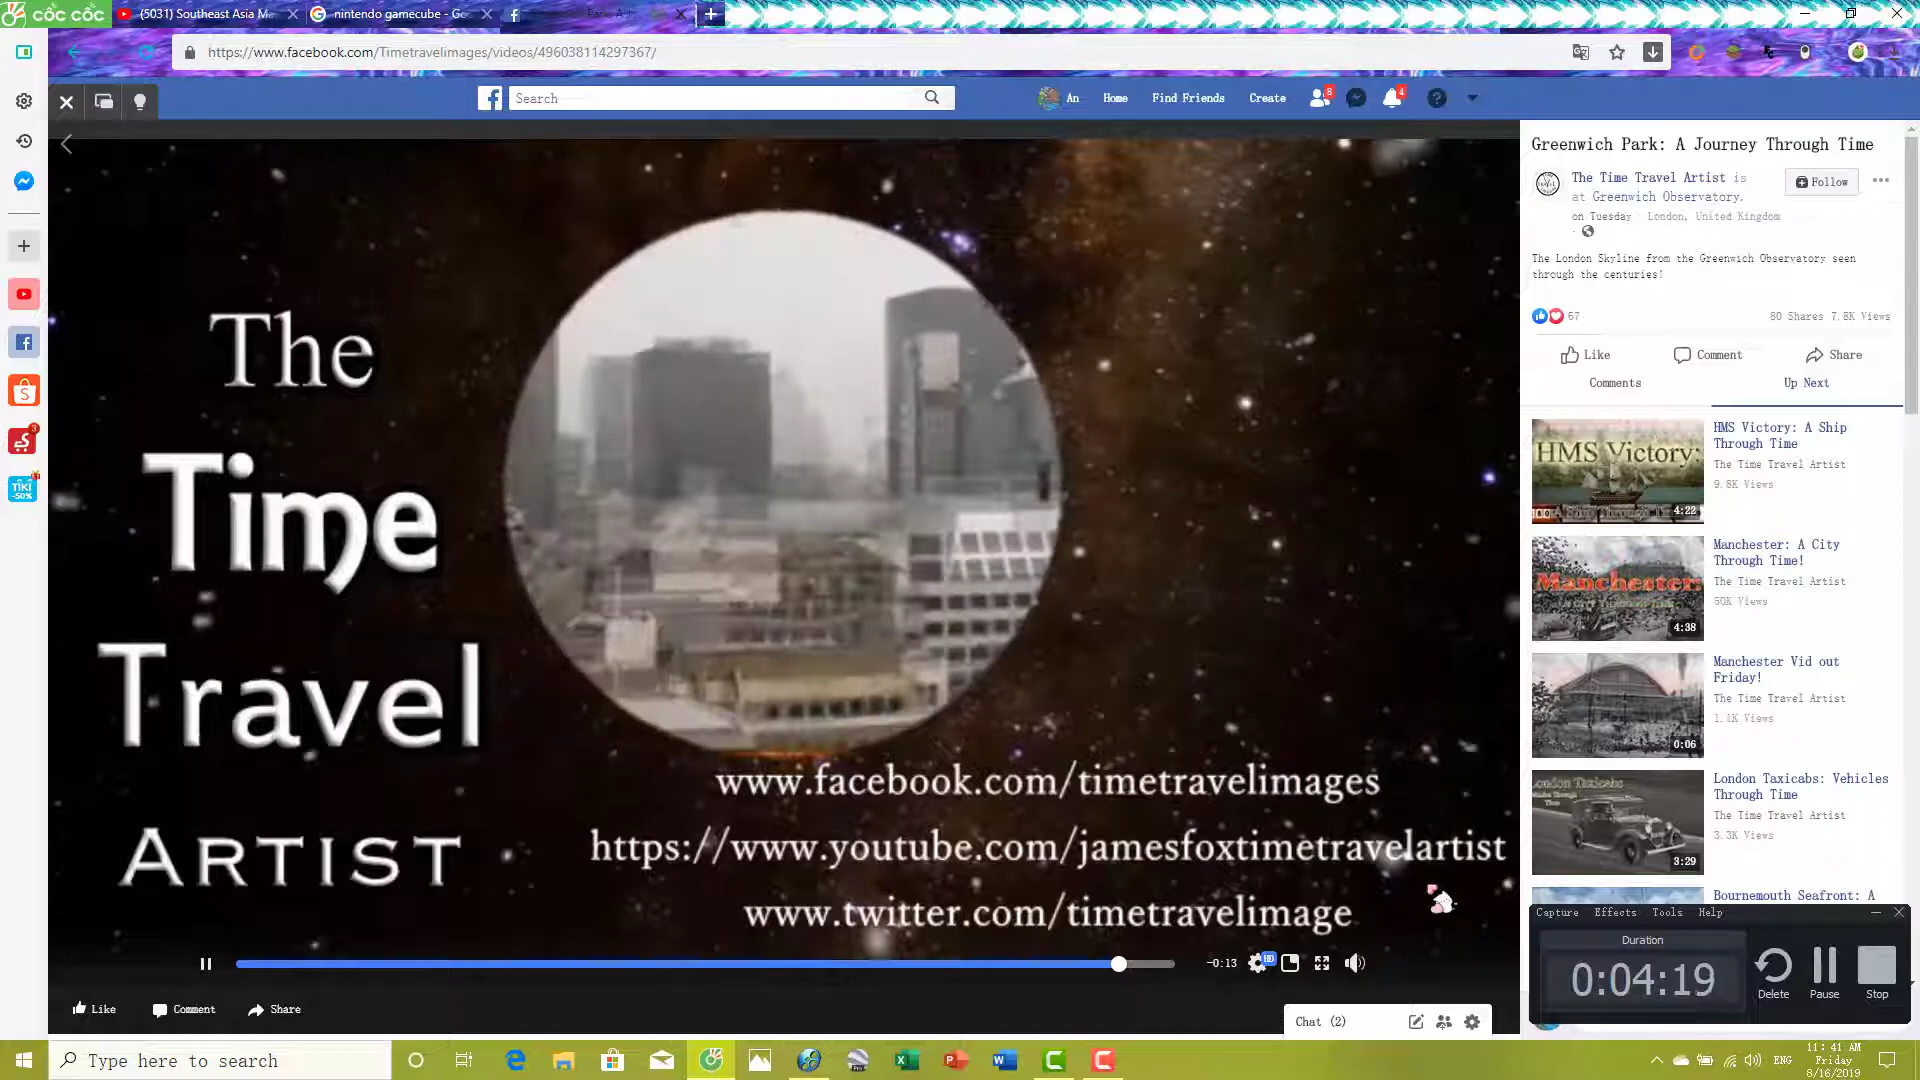 cốc cốc
(5031) Southeast Asia Ma
nintendo gamecube - Go
https://www.facebook.com/Timetravelimages/videos/496038114297367/
Search
An
Home
Find Friends
Create
8
4
Greenwich Park: A Journey Through Time
The Time Travel Artist is
at Greenwich Observatory.
on Tuesday · London, United Kingdom
Follow
The London Skyline from the Greenwich Observatory seen
through the centuries!
67
80 Shares 7.8K Views
Like
Comment
Share
Comments
Up Next
HMS Victory:
4:22
HMS Victory: A Ship
Through Time
The Time Travel Artist
9.8K Views
Manchester:
4:38
Manchester: A City
Through Time!
The Time Travel Artist
50K Views
0:06
Manchester Vid out
Friday!
The Time Travel Artist
1.1K Views
London Taxicabs:
3:29
London Taxicabs: Vehicles
Through Time
The Time Travel Artist
3.3K Views
Bournemouth Seafront: A
The
Time
Travel
Artist
www.facebook.com/timetravelimages
https://www.youtube.com/jamesfoxtimetravelartist
www.twitter.com/timetravelimage
-0:13
HD
Like
Comment
Share
Chat (2)
Capture
Effects
Tools
Help
Duration
0:04:19
Delete
Pause
Stop
3
TIKI
-50%
Type here to search
ENG
11:41 AM
Friday
8/16/2019